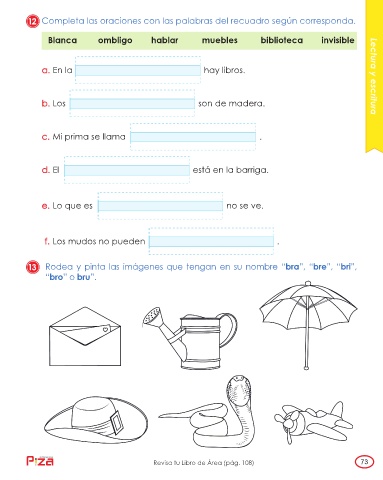 12 Completa las oraciones con las palabras del recuadro según corresponda.
Blanca ombligo hablar muebles biblioteca invisible
a. En la hay libros.
b. Los son de madera.
c. Mi prima se llama .
d. El está en la barriga.
e. Lo que es no se ve.
f. Los mudos no pueden .
13 Rodea y pinta las imágenes que tengan en su nombre “bra”, “bre”, “bri”,
“bro” o bru”.
Lectura y escritura
Revisa tu Libro de Área (pág. 108)
73